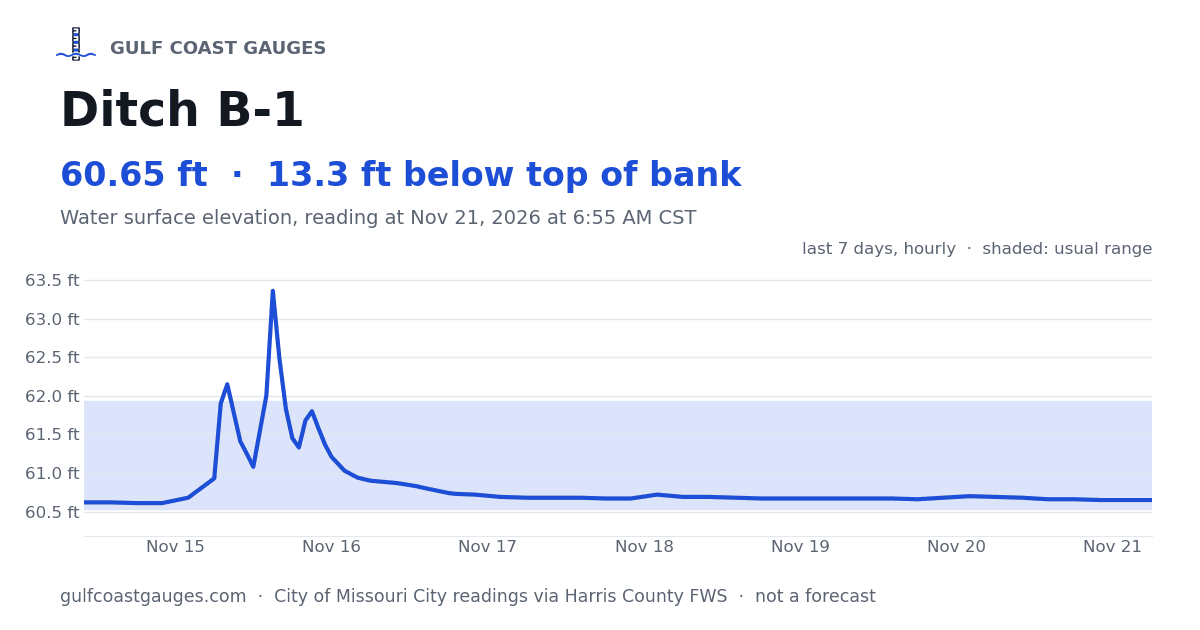 GULF COAST GAUGES
Ditch B-1
60.65 ft · 13.3 ft below top of bank
Water surface elevation, reading at Nov 21, 2026 at 6:55 AM CST
last 7 days, hourly · shaded: usual range
63.5 ft
63.0 ft
62.5 ft
62.0 ft
61.5 ft
61.0 ft
60.5 ft
Nov 15 Nov 16 Nov 17 Nov 18 Nov 19 Nov 20 Nov 21
gulfcoastgauges.com · City of Missouri City readings via Harris County FWS · not a forecast